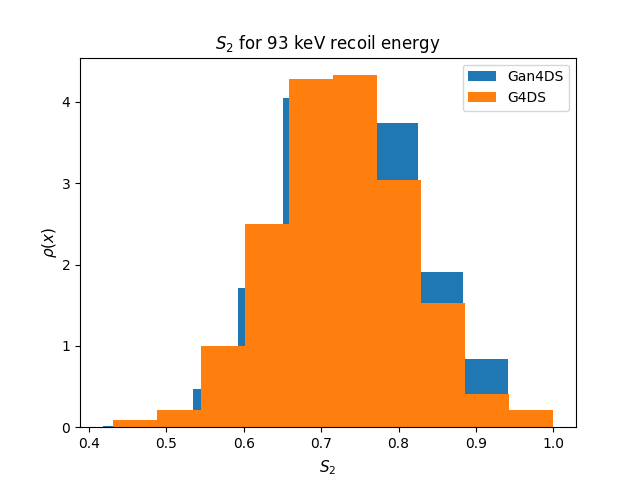 S₂ for 93 keV recoil energy
Gan4DS
G4DS
ρ(x)
4
3
2
1
0
0.4 0.5 0.6 0.7 0.8 0.9 1.0
S₂